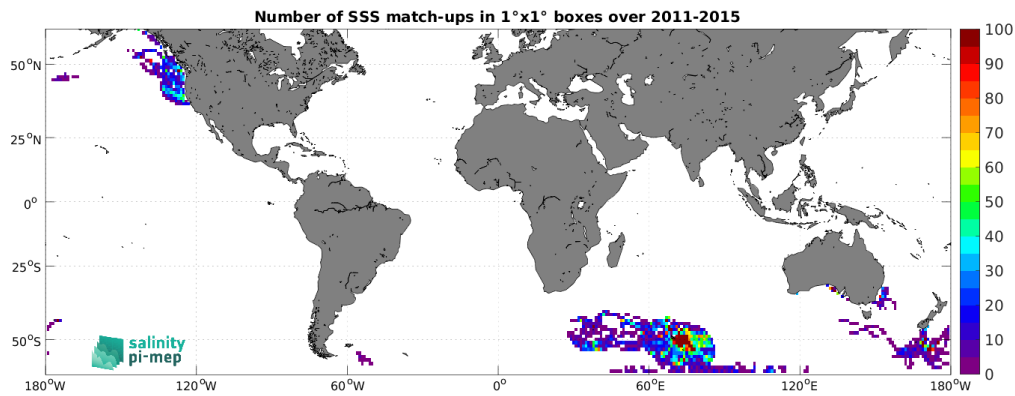 Number of SSS match-ups in 1°x1° boxes over 2011-2015
50°N
25°N
0°
25°S
50°S
180°W
120°W
60°W
0°
60°E
120°E
180°W
100
90
80
70
60
50
40
30
20
10
0
salinity
pi-mep